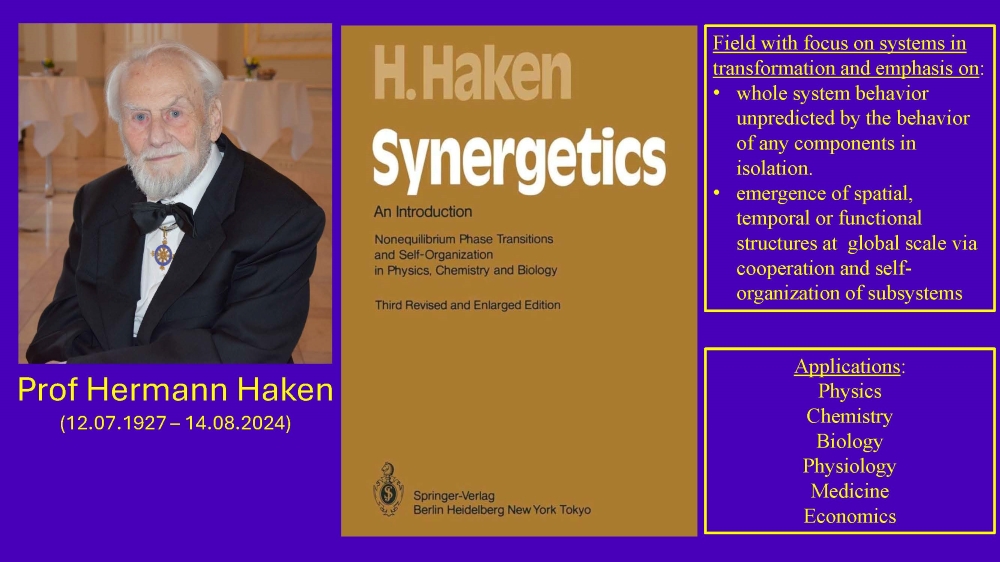 Prof Hermann Haken
(12.07.1927 – 14.08.2024)
H. Haken
Synergetics
An Introduction
Nonequilibrium Phase Transitions
and Self-Organization
in Physics, Chemistry and Biology
Third Revised and Enlarged Edition
Springer-Verlag
Berlin Heidelberg New York Tokyo
Field with focus on systems in
transformation and emphasis on:
• whole system behavior
unpredicted by the behavior
of any components in
isolation.
• emergence of spatial,
temporal or functional
structures at global scale via
cooperation and self-
organization of subsystems
Applications:
Physics
Chemistry
Biology
Physiology
Medicine
Economics